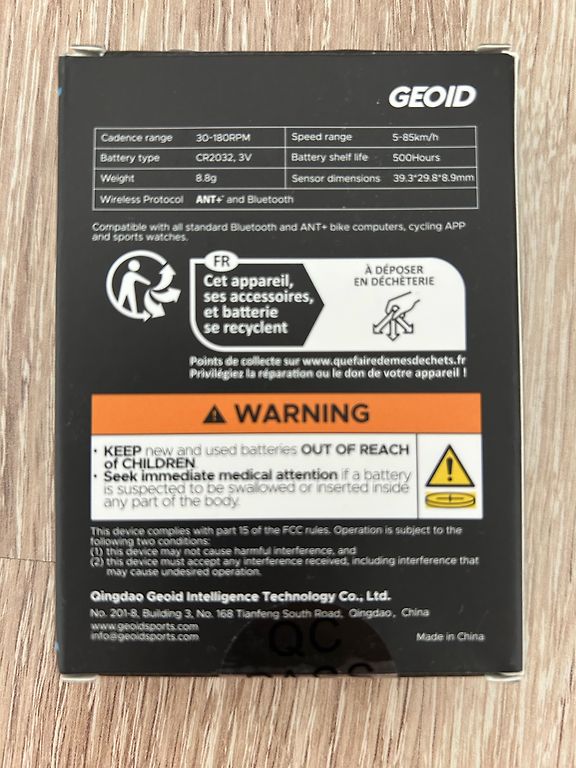 GEOID
Cadence range 30-180RPM Speed range 5-85km/h
Battery type CR2032, 3V Battery shelf life 500Hours
Weight 8.8g Sensor dimensions 39.3*29.8*8.9mm
Wireless Protocol ANT+ and Bluetooth
Compatible with all standard Bluetooth and ANT+ bike computers, cycling APP
and sports watches.
FR
Cet appareil,
ses accessoires,
et batterie
se recyclent
À DÉPOSER
EN DÉCHÈTERIE
Points de collecte sur www.quefairedemesdechets.fr
Privilégiez la réparation ou le don de votre appareil !
WARNING
· KEEP new and used batteries OUT OF REACH
of CHILDREN
· Seek immediate medical attention if a battery
is suspected to be swallowed or inserted inside
any part of the body.
This device complies with part 15 of the FCC rules. Operation is subject to the
following two conditions:
(1) this device may not cause harmful interference, and
(2) this device must accept any interference received, including interference that
may cause undesired operation.
Qingdao Geoid Intelligence Technology Co., Ltd.
No. 201-8, Building 3, No. 168 Tianfeng South Road, Qingdao, China
www.geoidsports.com
info@geoidsports.com
Made in China
QC
PASS